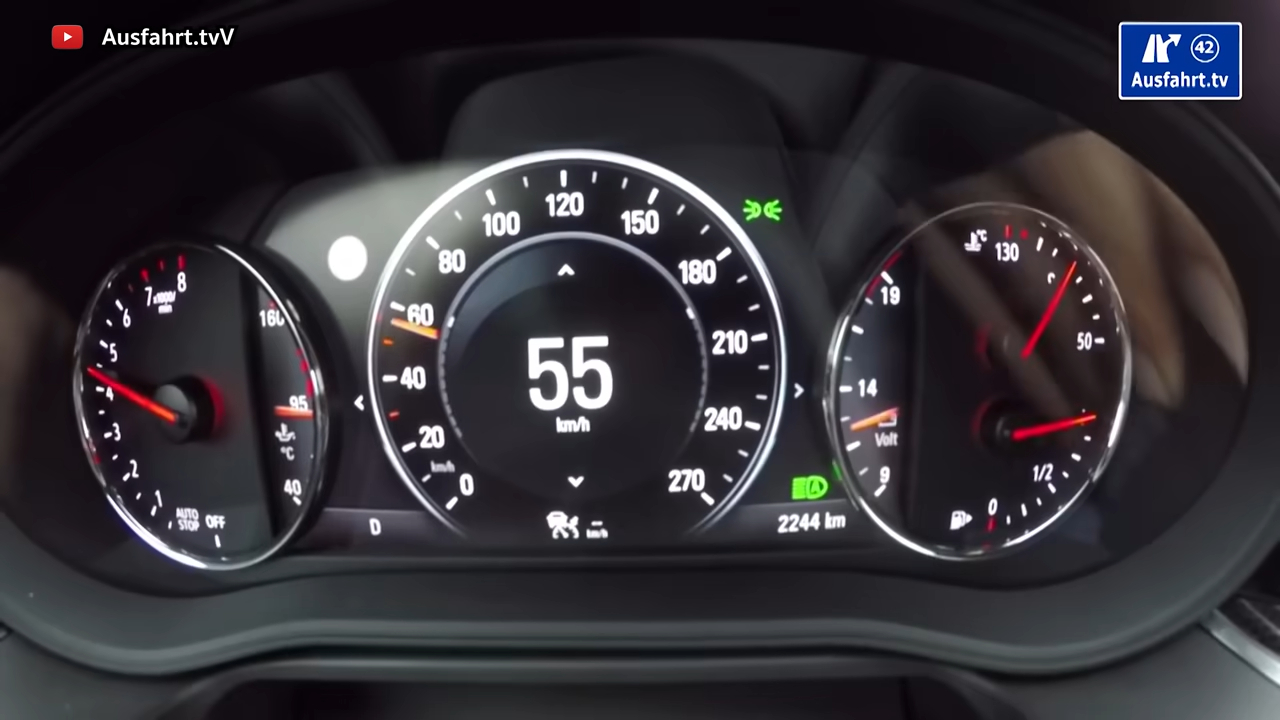 Ausfahrt.tvV
42
Ausfahrt.tv
8
7
x1000/
min
6
5
4
3
2
1
AUTO
STOP
OFF
160
95
°C
40
D
0
20
40
60
80
100
120
150
180
210
240
270
km/h
55
km/h
--
km/h
A
2244 km
19
14
Volt
9
°C
130
C
50
1/2
0